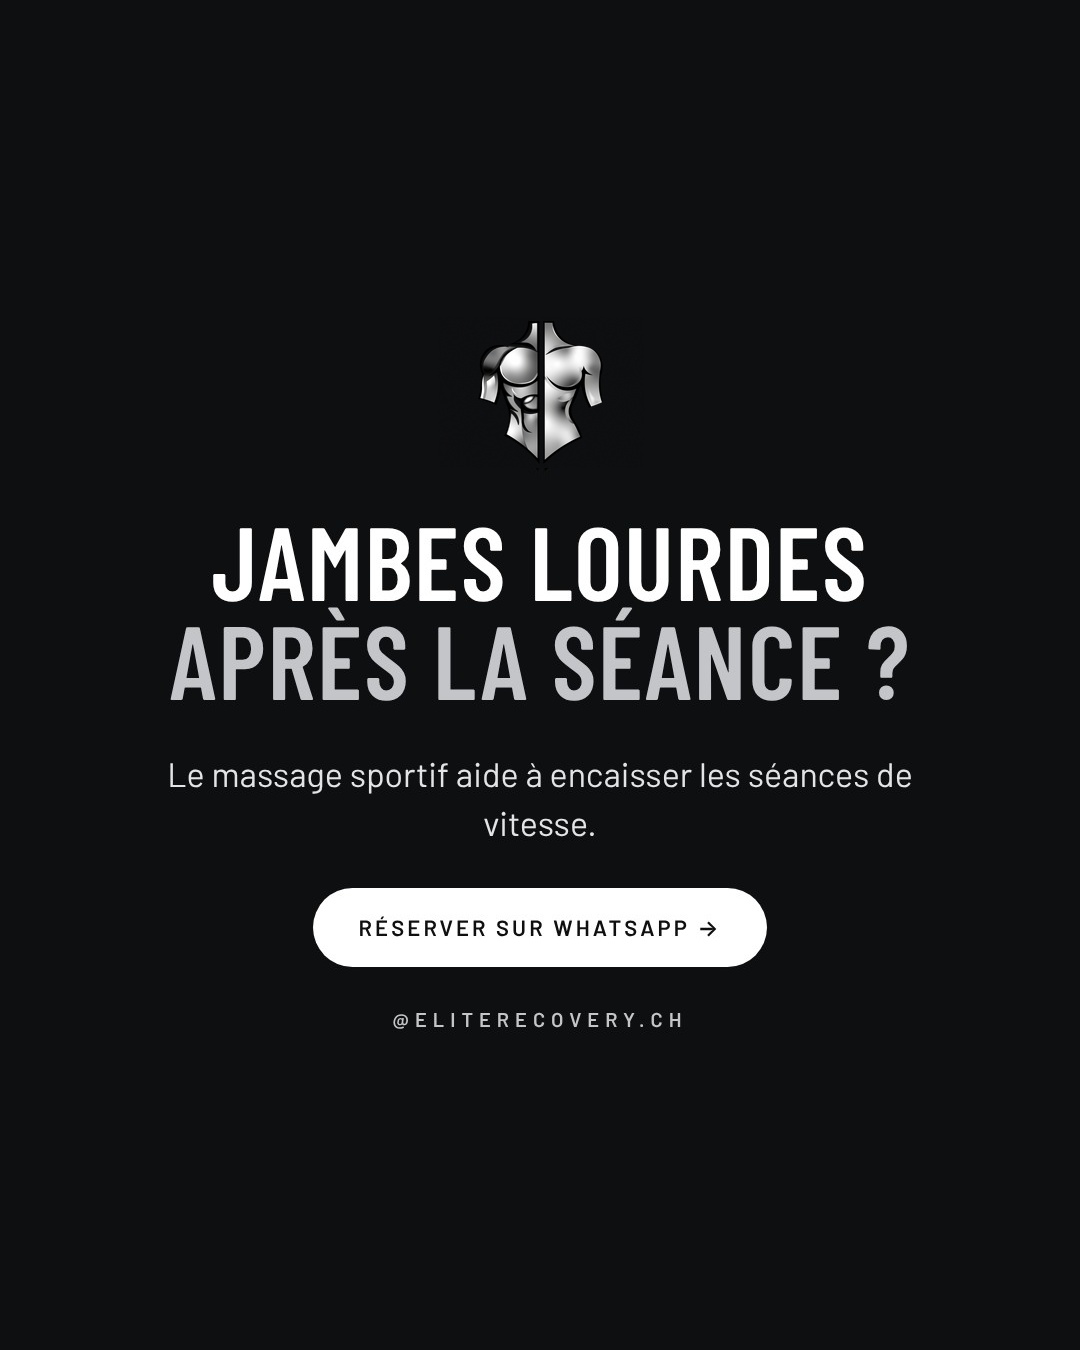 JAMBES LOURDES
APRÈS LA SÉANCE ?
Le massage sportif aide à encaisser les séances de
vitesse.
RÉSERVER SUR WHATSAPP →
@ELITERECOVERY.CH